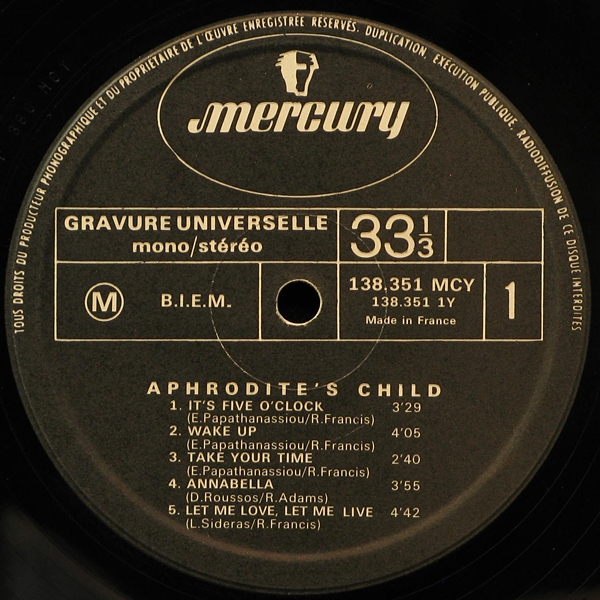 TOUS DROITS DU PRODUCTEUR PHONOGRAPHIQUE ET DU PROPRIÉTAIRE DE L'ŒUVRE ENREGISTRÉE RÉSERVÉS. DUPLICATION, EXÉCUTION PUBLIQUE, RADIODIFFUSION DE CE DISQUE INTERDITES
mercury
GRAVURE UNIVERSELLE
mono/stéréo
33 1/3
M
B.I.E.M.
138.351 MCY
138.351 1Y
Made in France
1
APHRODITE'S CHILD
1. IT'S FIVE O'CLOCK 3'29
(E.Papathanassiou/R.Francis)
2. WAKE UP 4'05
(E.Papathanassiou/R.Francis)
3. TAKE YOUR TIME 2'40
(E.Papathanassiou/R.Francis)
4. ANNABELLA 3'55
(D.Roussos/R.Adams)
5. LET ME LOVE, LET ME LIVE 4'42
(L.Sideras/R.Francis)